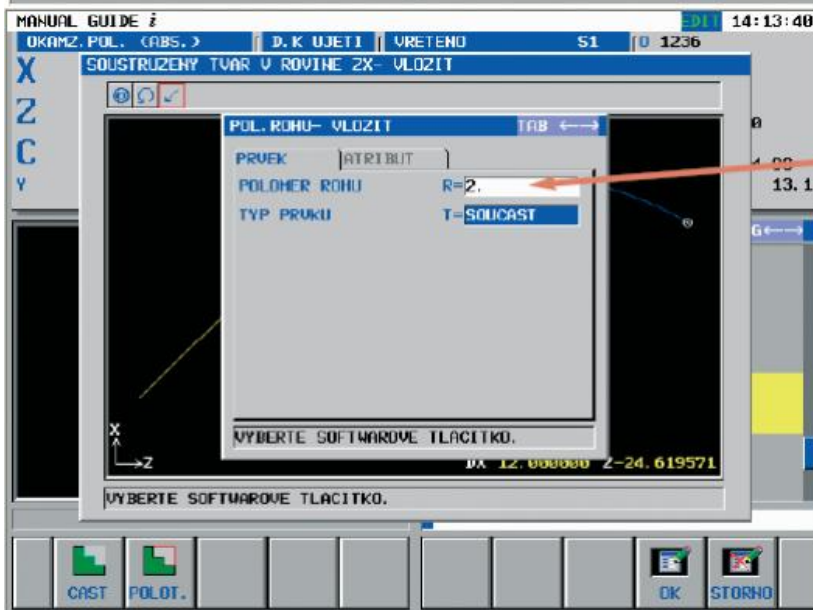 MANUAL GUIDE i EDIT 14:13:40
OKAMZ.POL. (ABS.) D.K UJETI VRETENO S1 O 1236
X
Z
C
Y 13.1
SOUSTRUZENY TVAR V ROVINE ZX- VLOZIT
POL.ROHU- VLOZIT TAB ←→
PRVEK ATRIBUT
POLOMER ROHU R=2.
TYP PRVKU T=SOUCAST
G←→
VYBERTE SOFTWAROVE TLACITKO.
X
Z
DX 12.000000 Z-24.619571
VYBERTE SOFTWAROVE TLACITKO.
CAST POLOT. OK STORNO